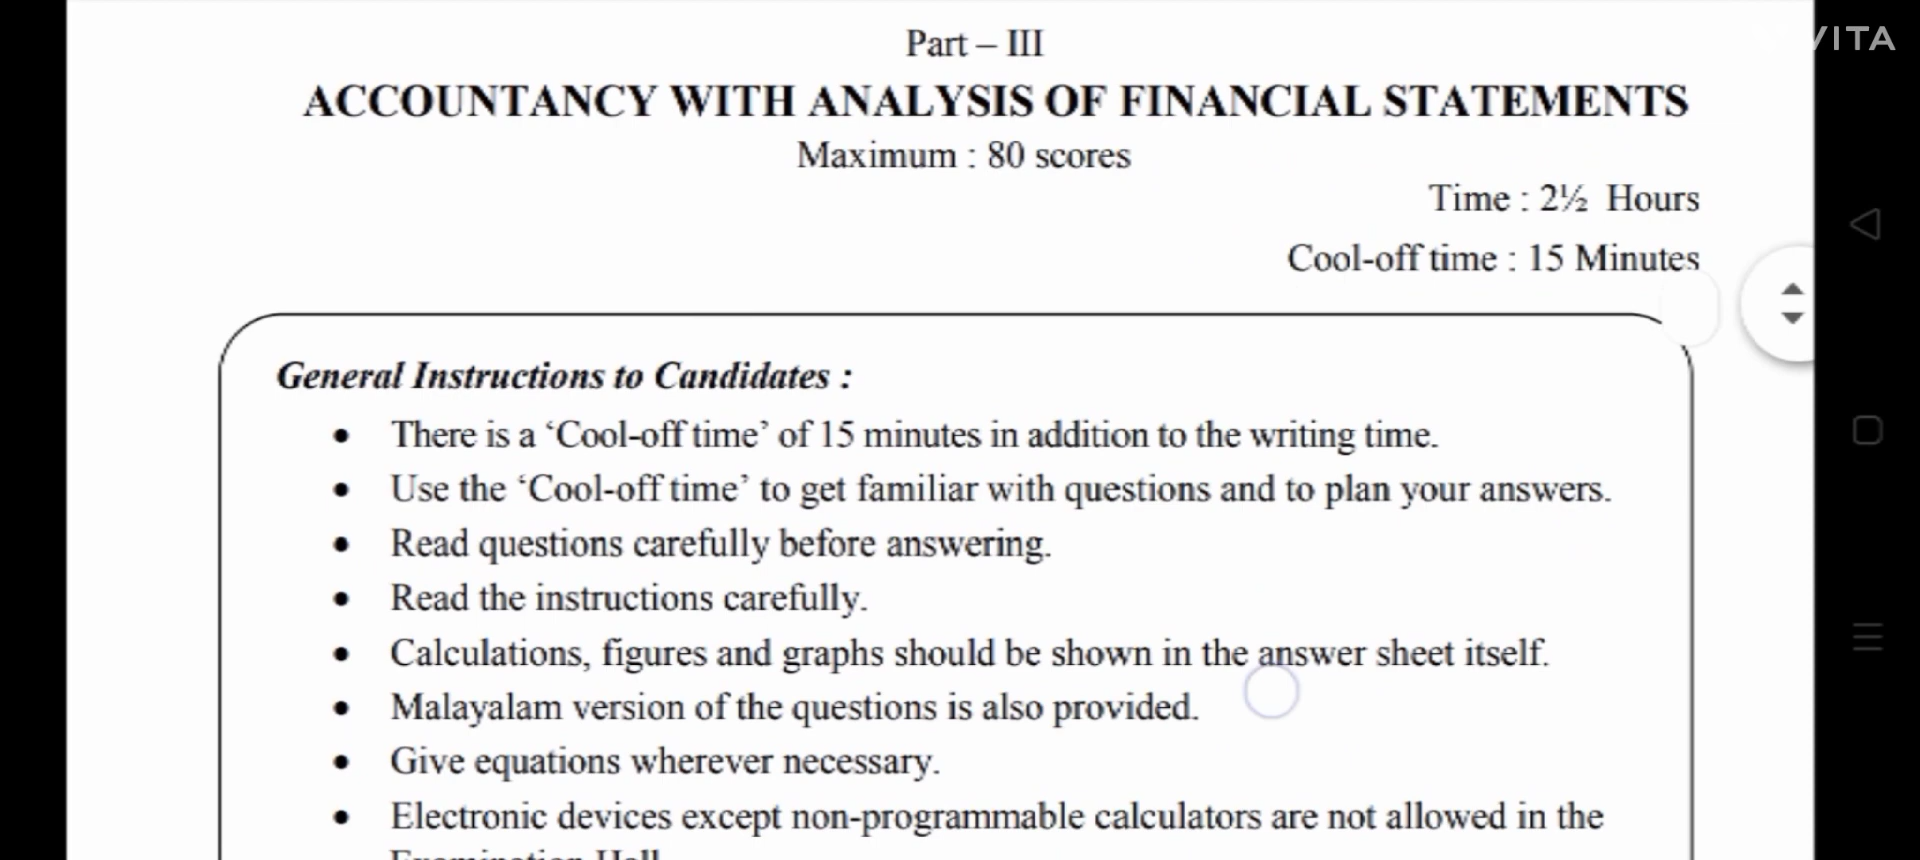 Part – III
VITA
ACCOUNTANCY WITH ANALYSIS OF FINANCIAL STATEMENTS
Maximum : 80 scores
Time : 2½ Hours
Cool-off time : 15 Minutes
General Instructions to Candidates :
• There is a ‘Cool-off time’ of 15 minutes in addition to the writing time.
• Use the ‘Cool-off time’ to get familiar with questions and to plan your answers.
• Read questions carefully before answering.
• Read the instructions carefully.
• Calculations, figures and graphs should be shown in the answer sheet itself.
• Malayalam version of the questions is also provided.
• Give equations wherever necessary.
• Electronic devices except non-programmable calculators are not allowed in the
Examination Hall